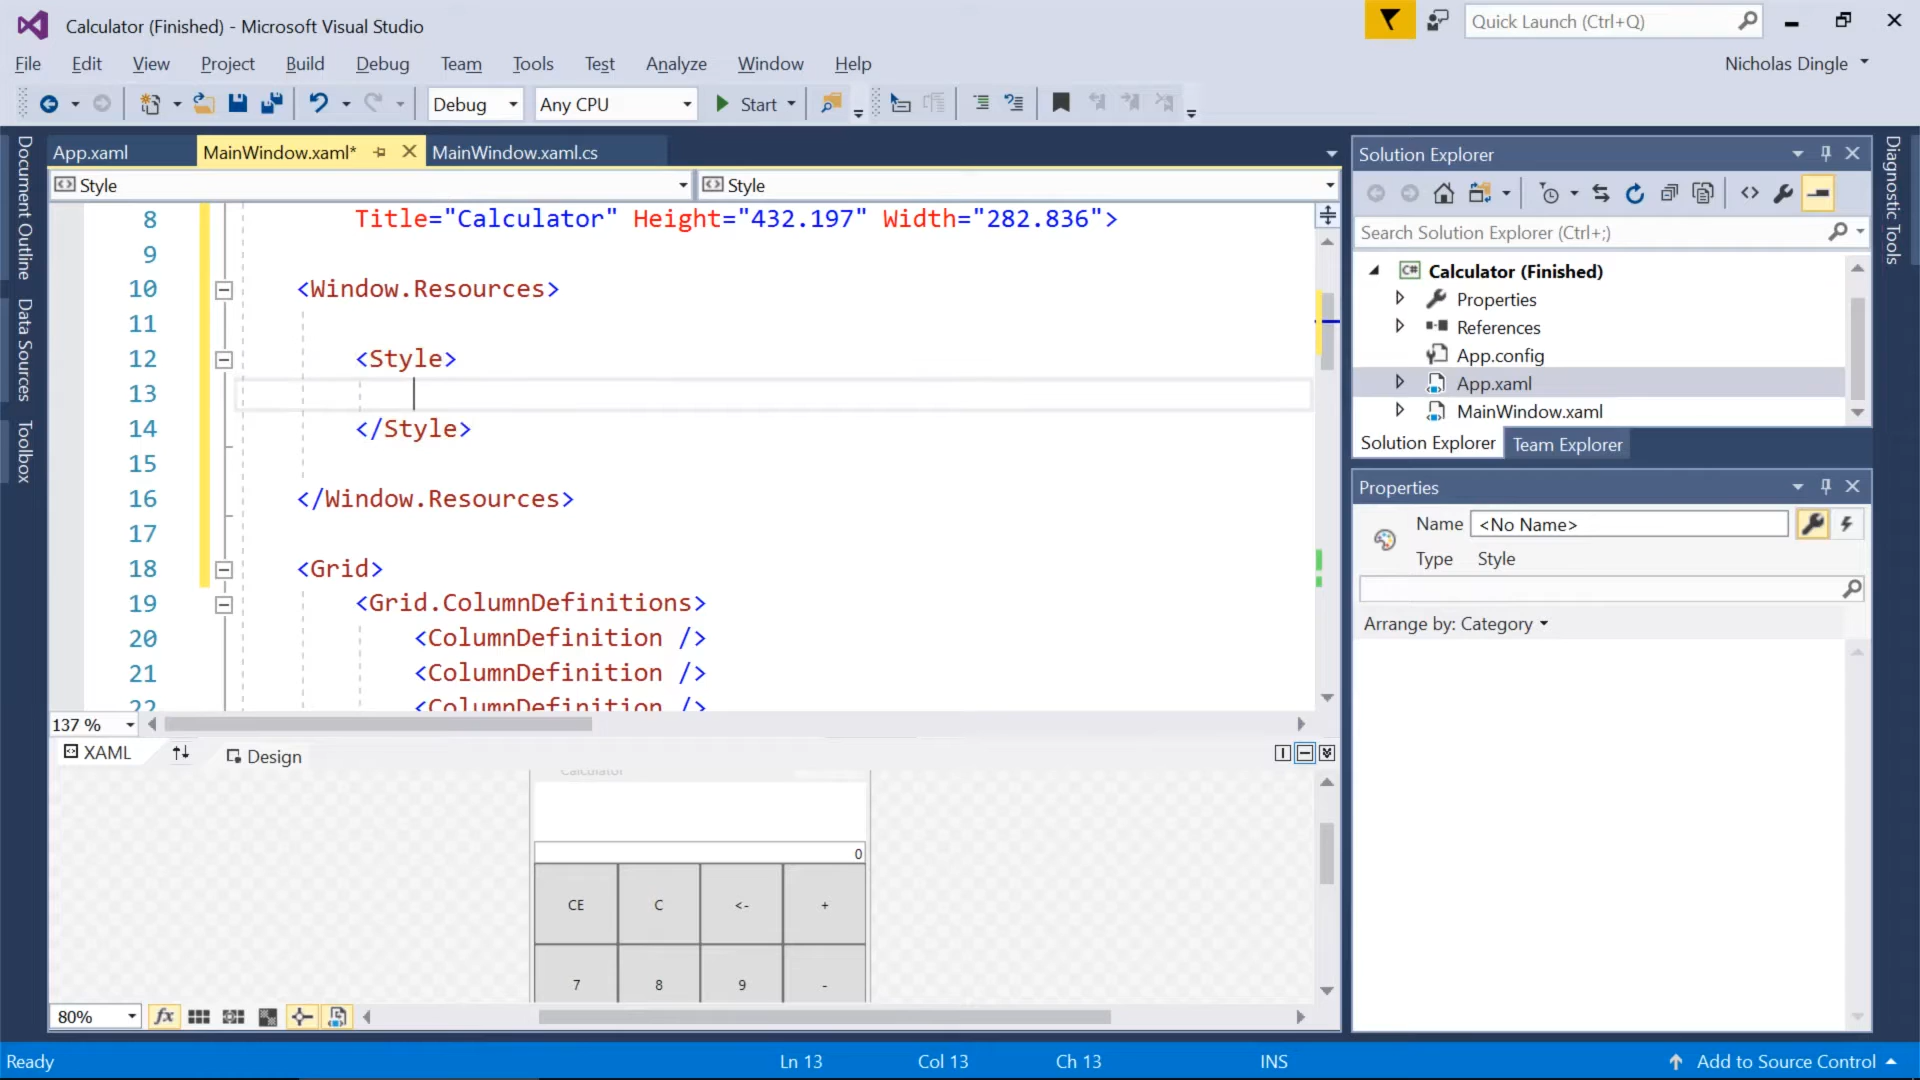 Calculator (Finished) - Microsoft Visual Studio
Quick Launch (Ctrl+Q)
File Edit View Project Build Debug Team Tools Test Analyze Window Help
Nicholas Dingle
Debug Any CPU Start
App.xaml MainWindow.xaml* MainWindow.xaml.cs
Style Style
8 Title="Calculator" Height="432.197" Width="282.836">
9
10 <Window.Resources>
11
12 <Style>
13
14 </Style>
15
16 </Window.Resources>
17
18 <Grid>
19 <Grid.ColumnDefinitions>
20 <ColumnDefinition />
21 <ColumnDefinition />
22 <ColumnDefinition />
137 %
XAML Design
Calculator
0
CE C <- +
7 8 9 -
80% fx
Document Outline
Data Sources
Toolbox
Solution Explorer
Search Solution Explorer (Ctrl+;)
C# Calculator (Finished)
Properties
References
App.config
App.xaml
MainWindow.xaml
Solution Explorer Team Explorer
Properties
Name <No Name>
Type Style
Arrange by: Category
Diagnostic Tools
Ready Ln 13 Col 13 Ch 13 INS Add to Source Control